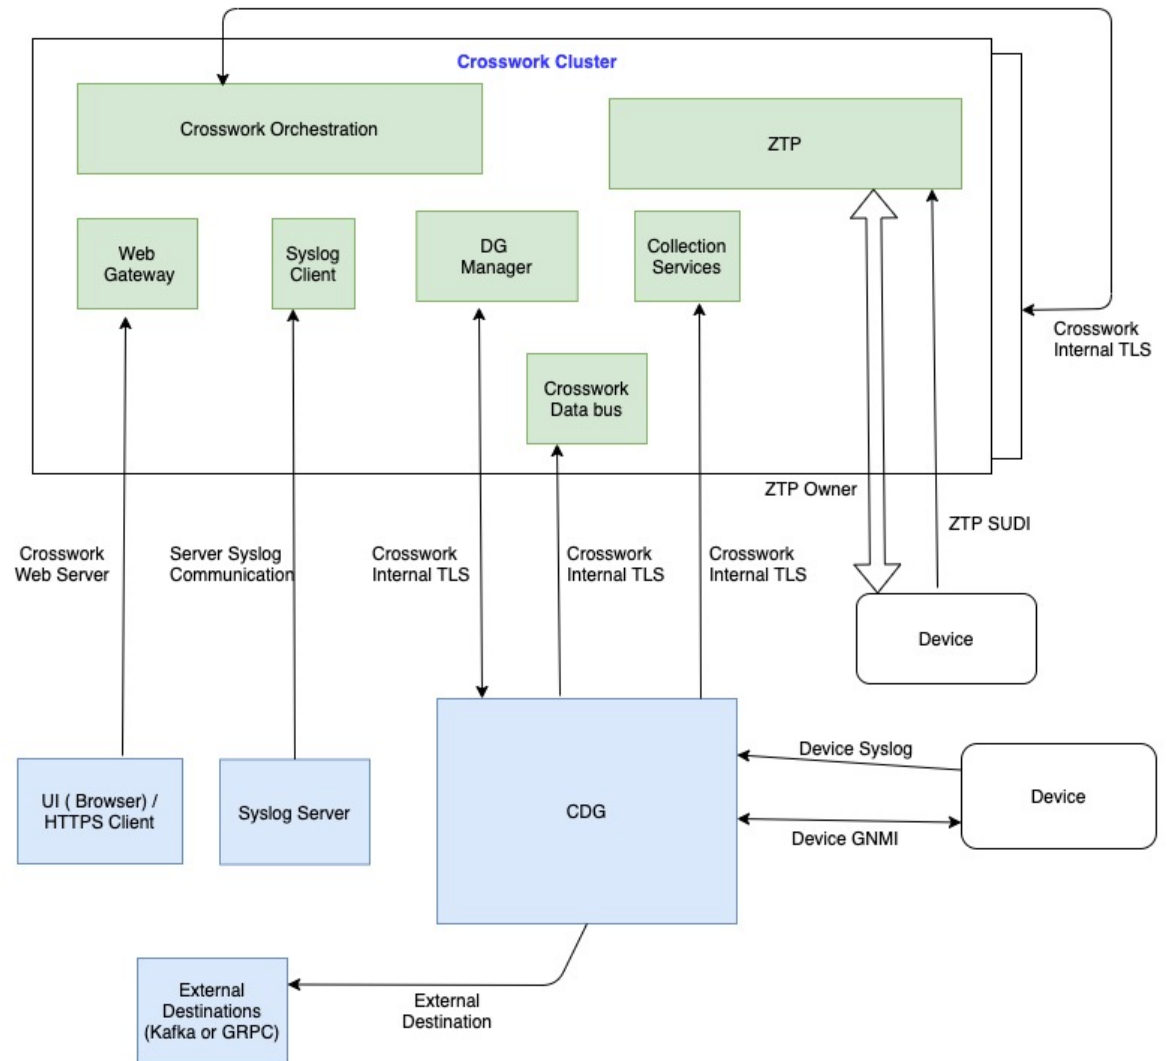 Crosswork Cluster
Crosswork Orchestration
ZTP
Web
Gateway
Syslog
Client
DG
Manager
Collection
Services
Crosswork
Internal TLS
Crosswork
Data bus
ZTP Owner
ZTP SUDI
Crosswork
Web Server
Server Syslog
Communication
Crosswork
Internal TLS
Crosswork
Internal TLS
Crosswork
Internal TLS
Device
UI ( Browser) /
HTTPS Client
Syslog Server
CDG
Device Syslog
Device
Device GNMI
External
Destinations
(Kafka or GRPC)
External
Destination